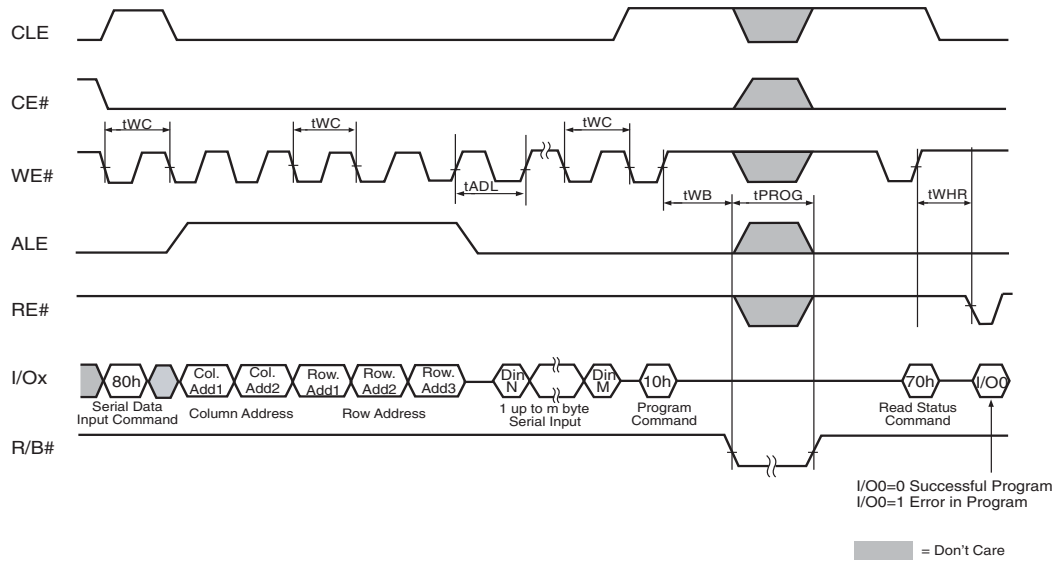 CLE
CE#
tWC
tWC
tWC
WE#
tADL
tWB
tPROG
tWHR
ALE
RE#
I/Ox
80h
Col. Add1
Col. Add2
Row. Add1
Row. Add2
Row. Add3
Din N
Din M
10h
70h
I/O0
Serial Data
Input Command
Column Address
Row Address
1 up to m byte
Serial Input
Program
Command
Read Status
Command
R/B#
I/O0=0 Successful Program
I/O0=1 Error in Program
= Don't Care